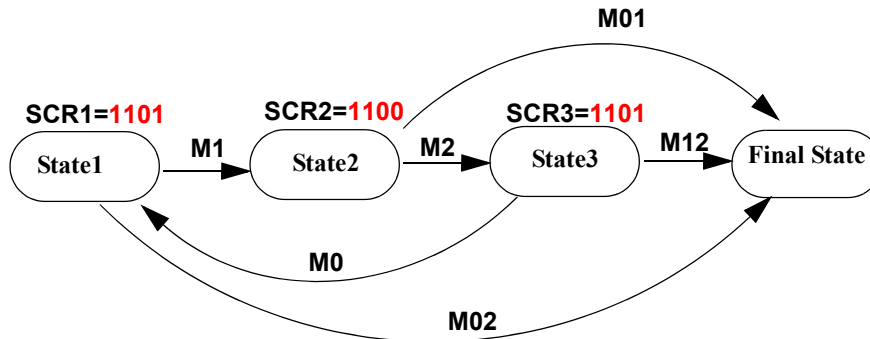 M01
SCR1=1101
SCR2=1100
SCR3=1101
State1
M1
State2
M2
State3
M12
Final State
M0
M02